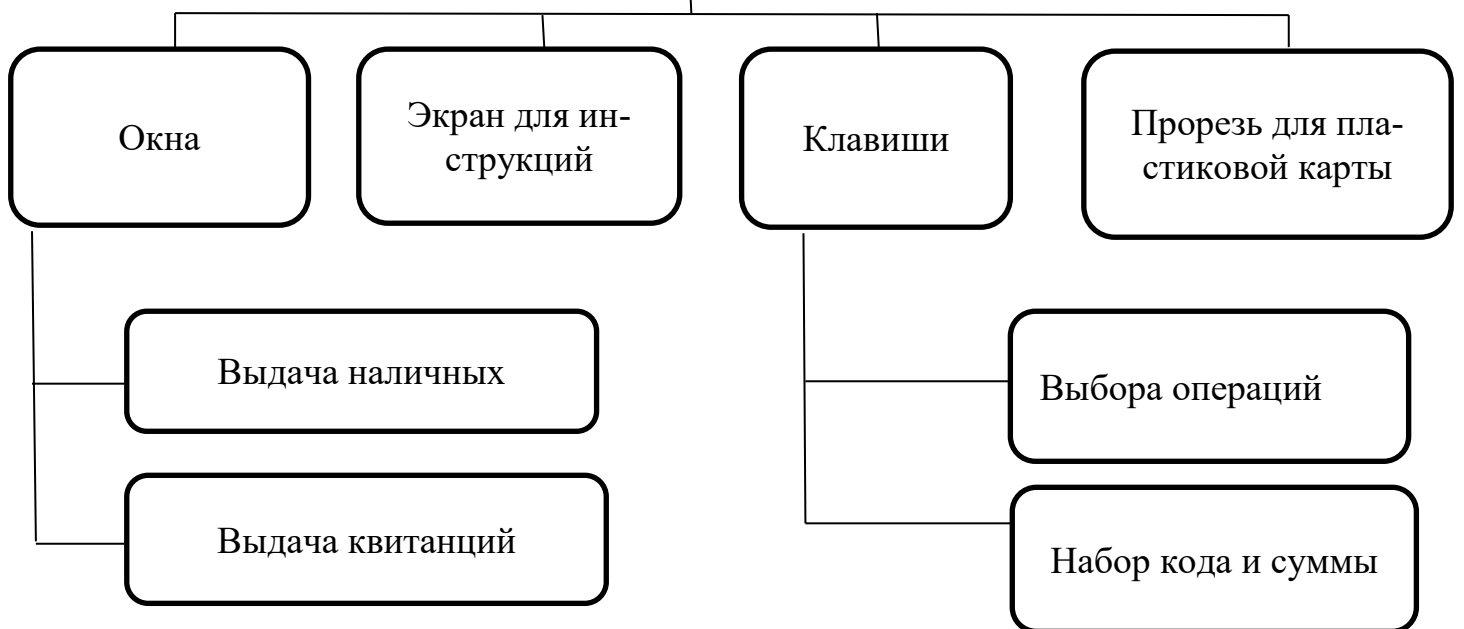 Окна
Экран для ин-
струкций
Клавиши
Прорезь для пла-
стиковой карты
Выдача наличных
Выбора операций
Выдача квитанций
Набор кода и суммы